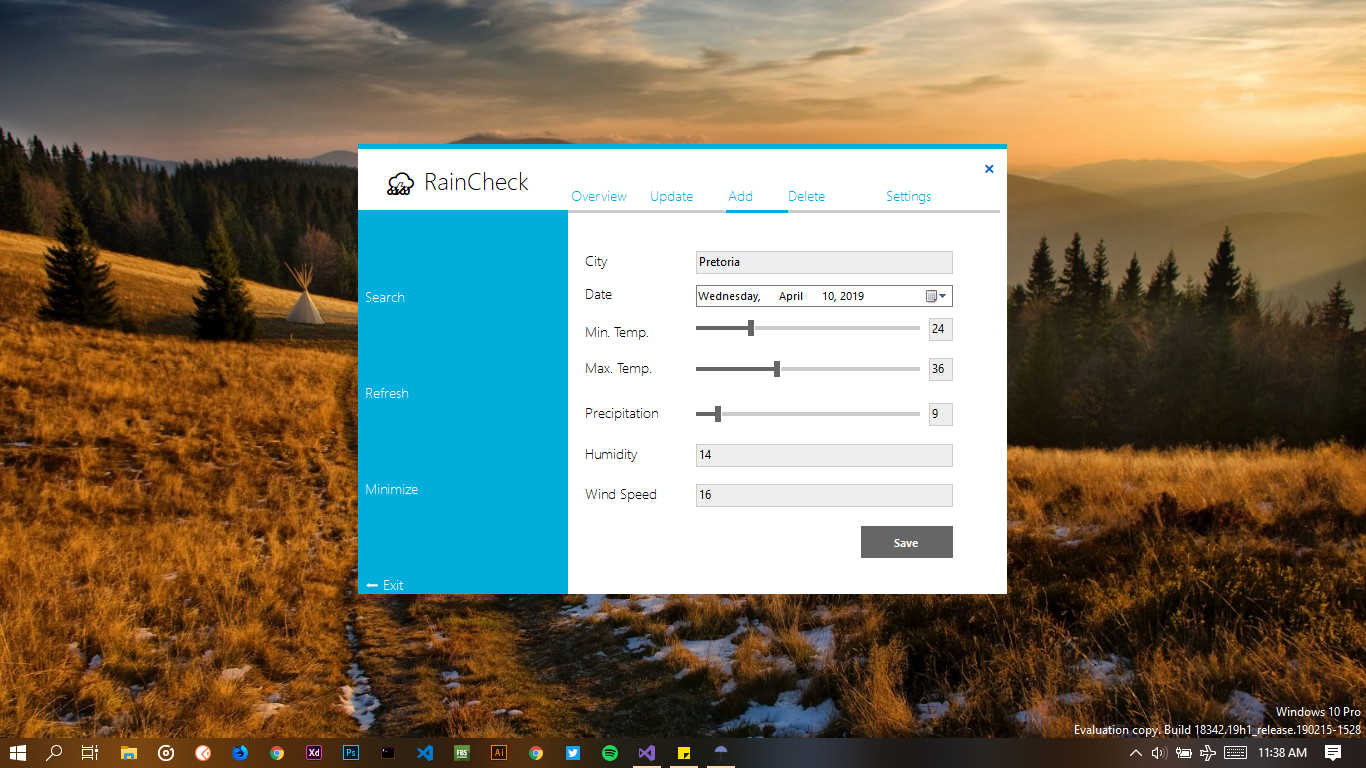 RainCheck
Overview Update Add Delete Settings
Search
Refresh
Minimize
Exit
City Pretoria
Date Wednesday, April 10, 2019
Min. Temp. 24
Max. Temp. 36
Precipitation 9
Humidity 14
Wind Speed 16
Save
Windows 10 Pro
Evaluation copy. Build 18342.19h1_release.190215-1528
Xd Ps FBS Ai 11:38 AM